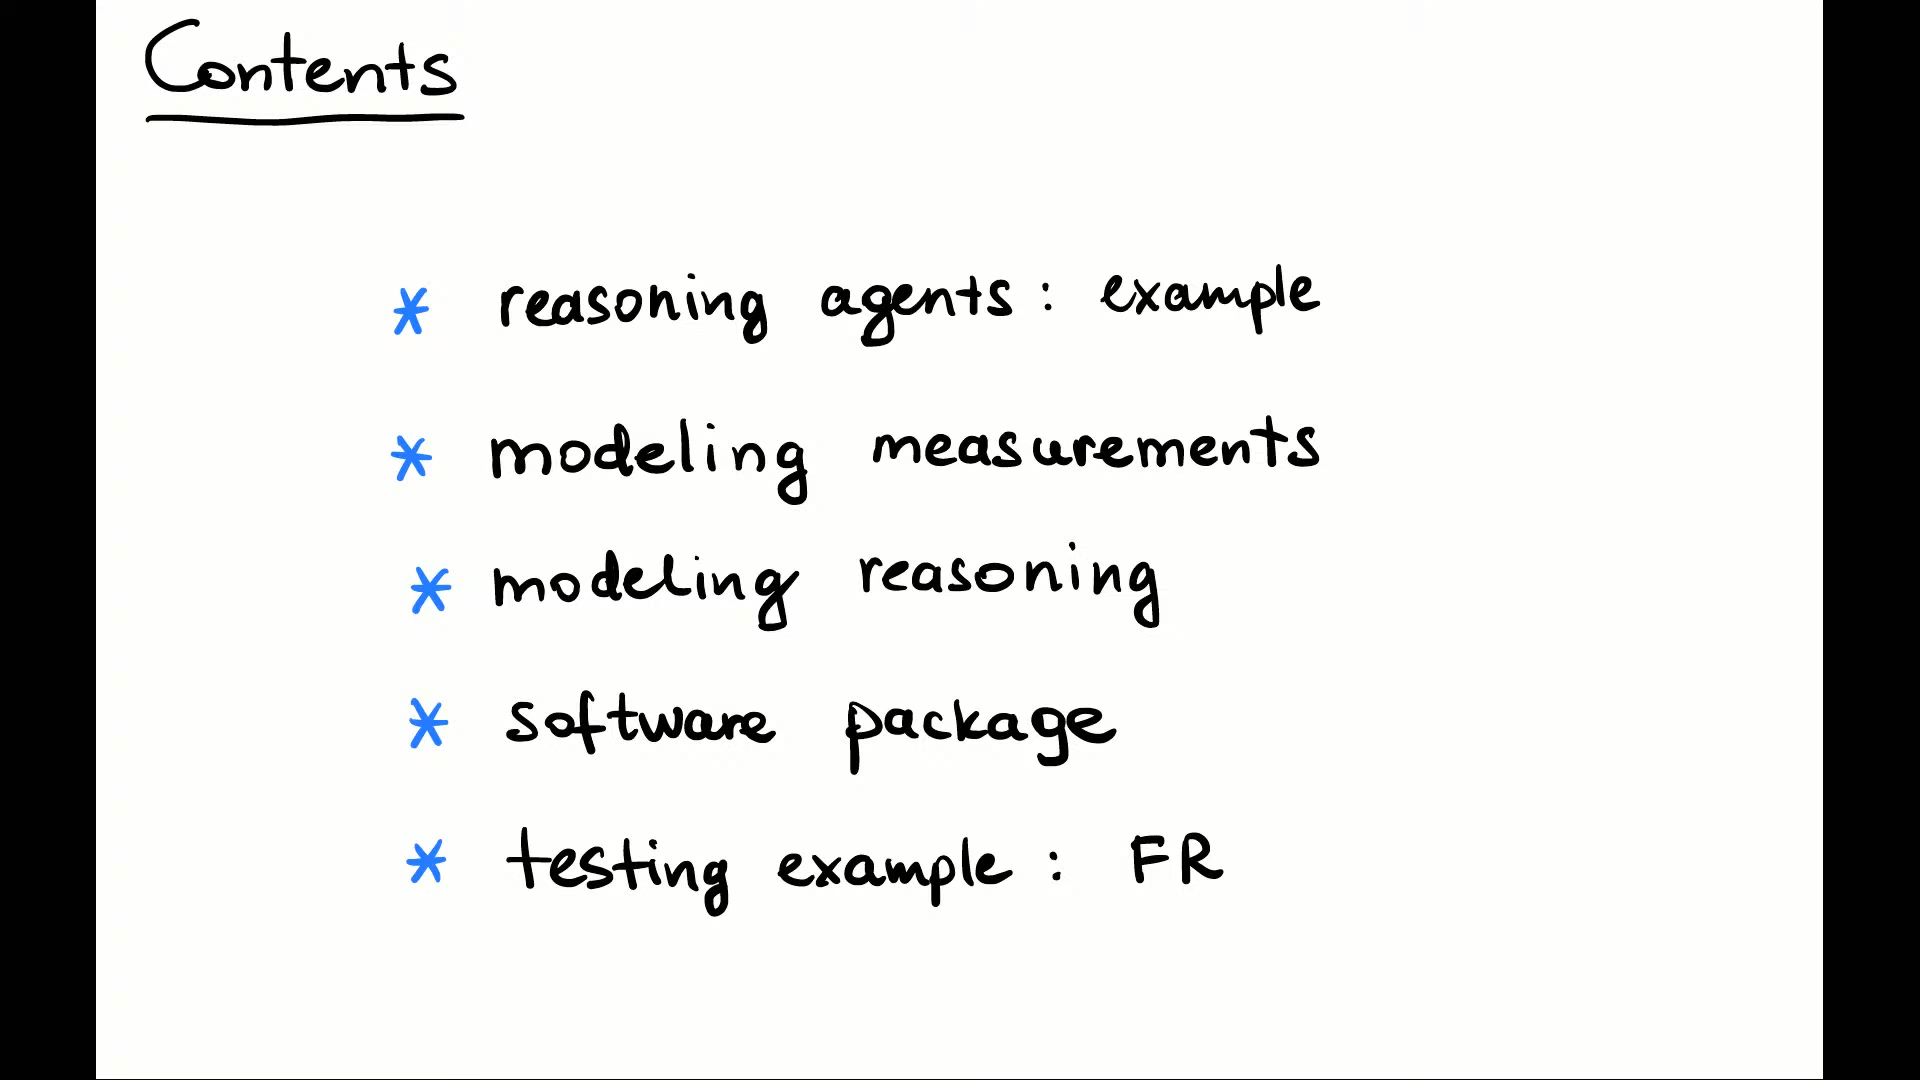 Contents
* reasoning agents: example
* modeling measurements
* modeling reasoning
* software package
* testing example: FR